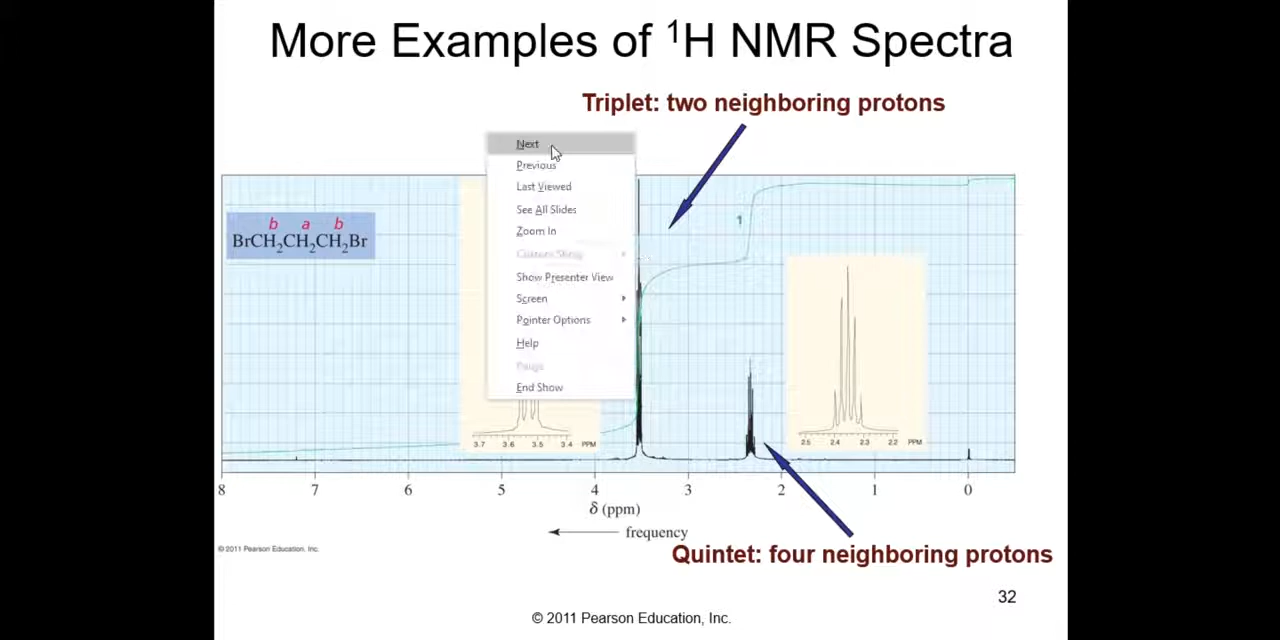 More Examples of ¹H NMR Spectra
Triplet: two neighboring protons
Next
Previous
Last Viewed
See All Slides
Zoom In
Custom Show
Show Presenter View
Screen
Pointer Options
Help
Pause
End Show
b a b
BrCH₂CH₂CH₂Br
1
3.7 3.6 3.5 3.4 PPM
2.5 2.4 2.3 2.2 PPM
8 7 6 5 4 3 2 1 0
δ (ppm)
frequency
© 2011 Pearson Education, Inc.
Quintet: four neighboring protons
32
© 2011 Pearson Education, Inc.